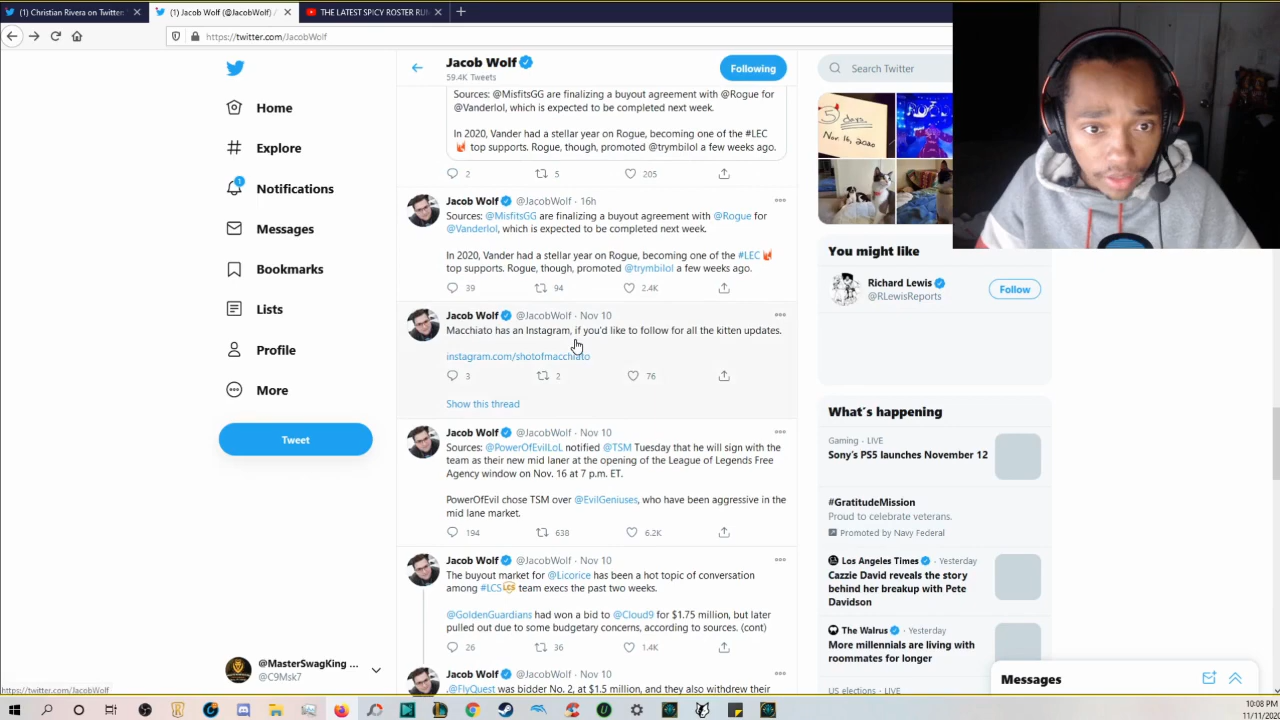 (1) Christian Rivera on Twitter
(1) Jacob Wolf (@JacobWolf) /
THE LATEST SPICY ROSTER RUM
https://twitter.com/JacobWolf
Jacob Wolf
59.4K Tweets
Following
Search Twitter
Home
Explore
1
Notifications
Messages
Bookmarks
Lists
Profile
More
Tweet
@MasterSwagKing ...
@C9Msk7
Sources: @MisfitsGG are finalizing a buyout agreement with @Rogue for
@Vanderlol, which is expected to be completed next week.
In 2020, Vander had a stellar year on Rogue, becoming one of the #LEC
top supports. Rogue, though, promoted @trymbilol a few weeks ago.
2 5 205
Jacob Wolf @JacobWolf · 16h
Sources: @MisfitsGG are finalizing a buyout agreement with @Rogue for
@Vanderlol, which is expected to be completed next week.
In 2020, Vander had a stellar year on Rogue, becoming one of the #LEC
top supports. Rogue, though, promoted @trymbilol a few weeks ago.
39 94 2.4K
Jacob Wolf @JacobWolf · Nov 10
Macchiato has an Instagram, if you'd like to follow for all the kitten updates.
instagram.com/shotofmacchiato
3 2 76
Show this thread
Jacob Wolf @JacobWolf · Nov 10
Sources: @PowerOfEvilLoL notified @TSM Tuesday that he will sign with the
team as their new mid laner at the opening of the League of Legends Free
Agency window on Nov. 16 at 7 p.m. ET.
PowerOfEvil chose TSM over @EvilGeniuses, who have been aggressive in the
mid lane market.
194 638 6.2K
Jacob Wolf @JacobWolf · Nov 10
The buyout market for @Licorice has been a hot topic of conversation
among #LCS team execs the past two weeks.
@GoldenGuardians had won a bid to @Cloud9 for $1.75 million, but later
pulled out due to some budgetary concerns, according to sources. (cont)
26 36 1.4K
Jacob Wolf @JacobWolf · Nov 10
.@FlyQuest was bidder No. 2, at $1.5 million, and they also withdrew their
5 days
Nov. 16, 2020
You might like
Richard Lewis
@RLewisReports
Follow
What's happening
Gaming · LIVE
Sony's PS5 launches November 12
#GratitudeMission
Proud to celebrate veterans.
Promoted by Navy Federal
Los Angeles Times · Yesterday
Cazzie David reveals the story
behind her breakup with Pete
Davidson
The Walrus · Yesterday
More millennials are living with
roommates for longer
US elections · LIVE
Messages
https://twitter.com/JacobWolf
10:08 PM
11/11/2020